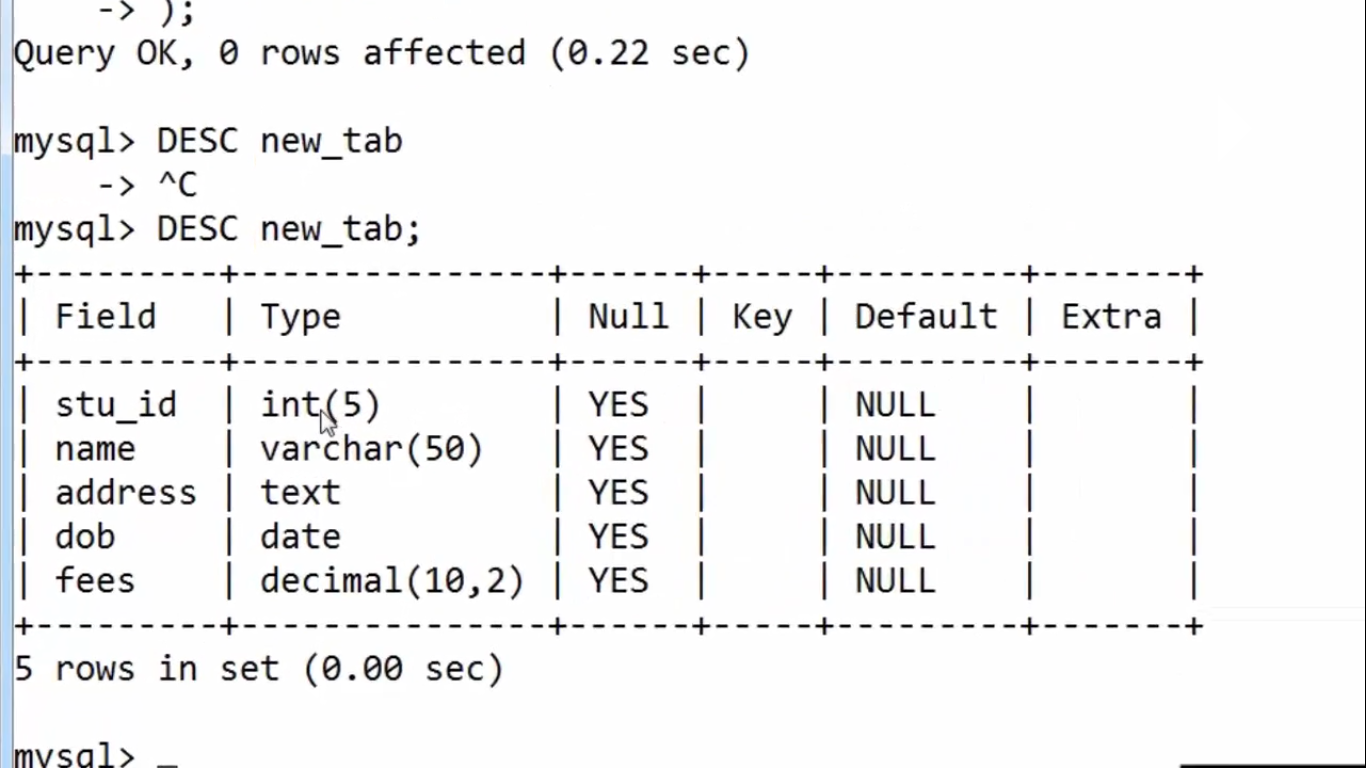 -> );
Query OK, 0 rows affected (0.22 sec)
mysql> DESC new_tab
    -> ^C
mysql> DESC new_tab;
+---------+---------------+------+-----+---------+-------+
| Field   | Type          | Null | Key | Default | Extra |
+---------+---------------+------+-----+---------+-------+
| stu_id  | int(5)        | YES  |     | NULL    |       |
| name    | varchar(50)   | YES  |     | NULL    |       |
| address | text          | YES  |     | NULL    |       |
| dob     | date          | YES  |     | NULL    |       |
| fees    | decimal(10,2) | YES  |     | NULL    |       |
+---------+---------------+------+-----+---------+-------+
5 rows in set (0.00 sec)
mysql> _